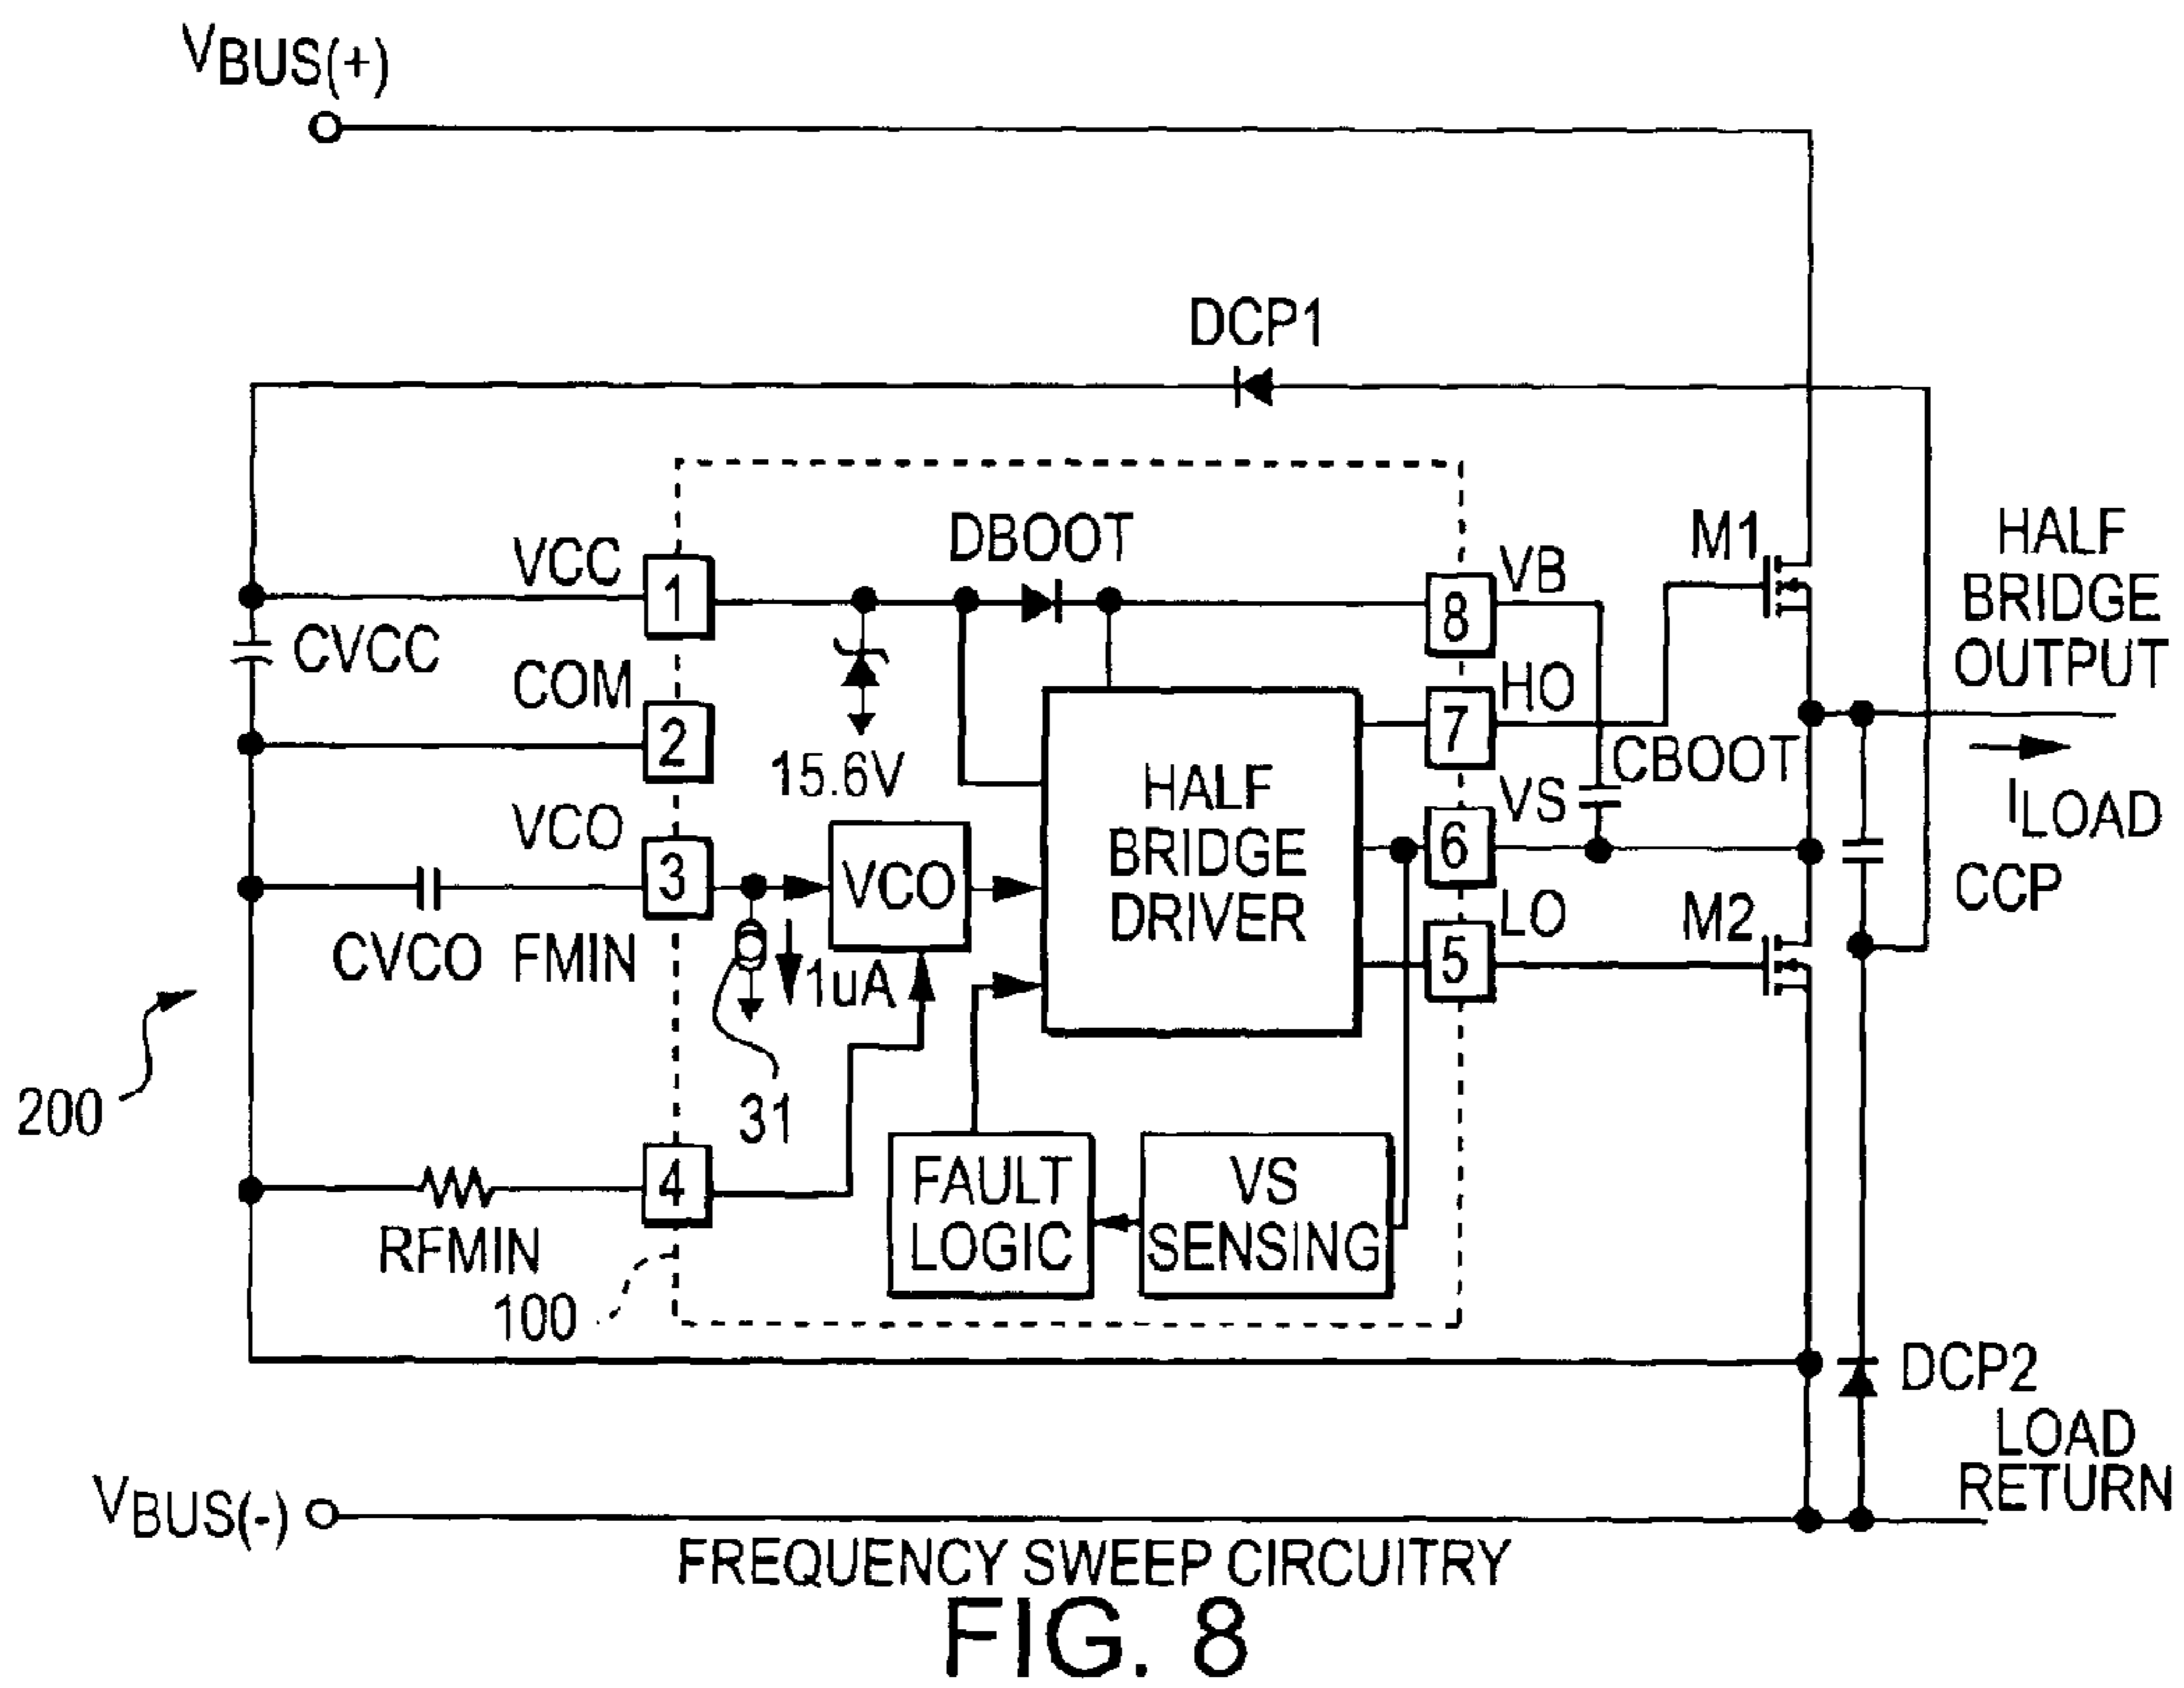 VBUS(+)
DCP1
DBOOT
VCC
1
CVCC
COM
2
15.6V
VCO
3
CVCO
FMIN
VCO
1uA
31
HALF
BRIDGE
DRIVER
8
VB
7
HO
CBOOT
6
VS
5
LO
M1
M2
HALF
BRIDGE
OUTPUT
ILOAD
CCP
200
4
RFMIN
100
FAULT
LOGIC
VS
SENSING
DCP2
LOAD
RETURN
VBUS(-)
FREQUENCY SWEEP CIRCUITRY
FIG. 8